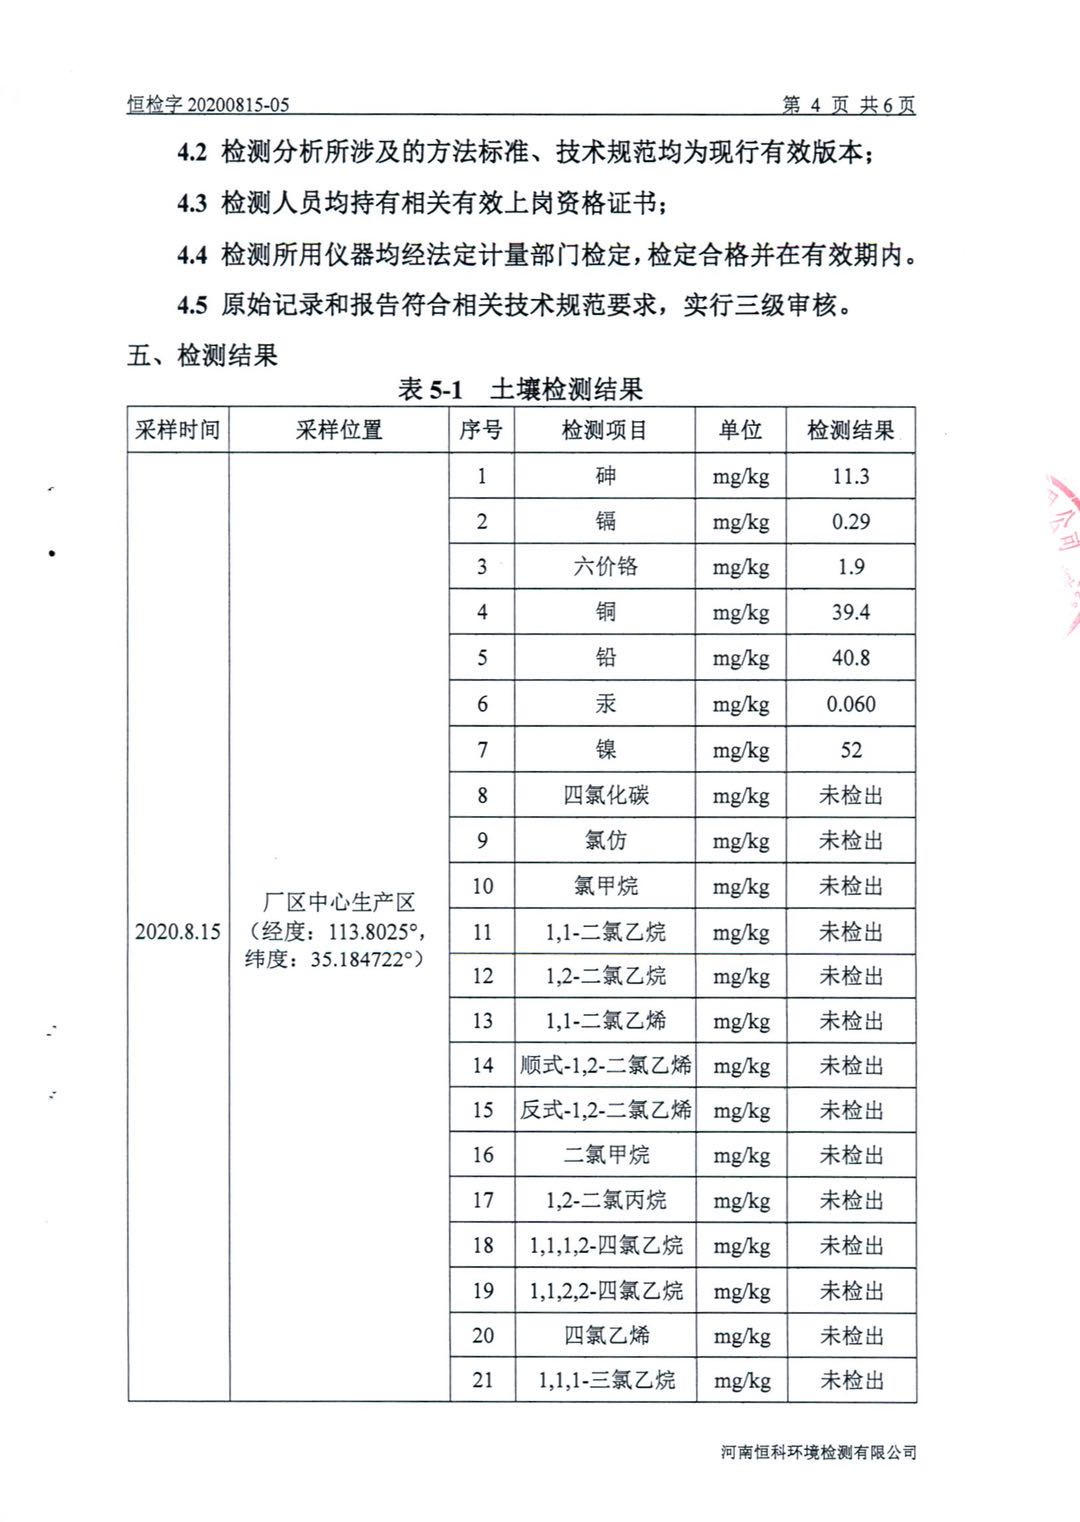 恒检字 20200815-05
第 4 页 共6页
4.2 检测分析所涉及的方法标准、技术规范均为现行有效版本；
4.3 检测人员均持有相关有效上岗资格证书；
4.4 检测所用仪器均经法定计量部门检定，检定合格并在有效期内。
4.5 原始记录和报告符合相关技术规范要求，实行三级审核。
五、检测结果
表 5-1 土壤检测结果
采样时间 采样位置 序号 检测项目 单位 检测结果
2020.8.15
厂区中心生产区
（经度：113.8025°，
纬度：35.184722°）
1 砷 mg/kg 11.3
2 镉 mg/kg 0.29
3 六价铬 mg/kg 1.9
4 铜 mg/kg 39.4
5 铅 mg/kg 40.8
6 汞 mg/kg 0.060
7 镍 mg/kg 52
8 四氯化碳 mg/kg 未检出
9 氯仿 mg/kg 未检出
10 氯甲烷 mg/kg 未检出
11 1,1-二氯乙烷 mg/kg 未检出
12 1,2-二氯乙烷 mg/kg 未检出
13 1,1-二氯乙烯 mg/kg 未检出
14 顺式-1,2-二氯乙烯 mg/kg 未检出
15 反式-1,2-二氯乙烯 mg/kg 未检出
16 二氯甲烷 mg/kg 未检出
17 1,2-二氯丙烷 mg/kg 未检出
18 1,1,1,2-四氯乙烷 mg/kg 未检出
19 1,1,2,2-四氯乙烷 mg/kg 未检出
20 四氯乙烯 mg/kg 未检出
21 1,1,1-三氯乙烷 mg/kg 未检出
河南恒科环境检测有限公司
公司